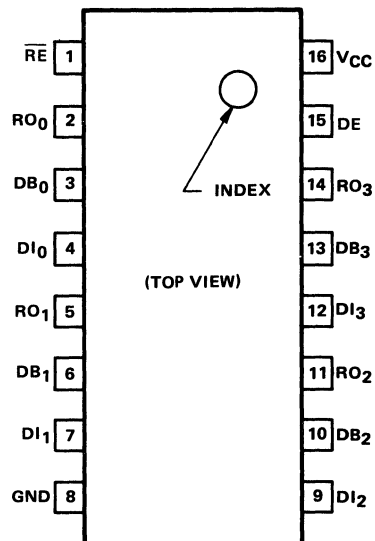 R̅E̅ 1 16 VCC
RO0 2 15 DE
DB0 3 14 RO3
INDEX
DI0 4 13 DB3
(TOP VIEW)
RO1 5 12 DI3
DB1 6 11 RO2
DI1 7 10 DB2
GND 8 9 DI2